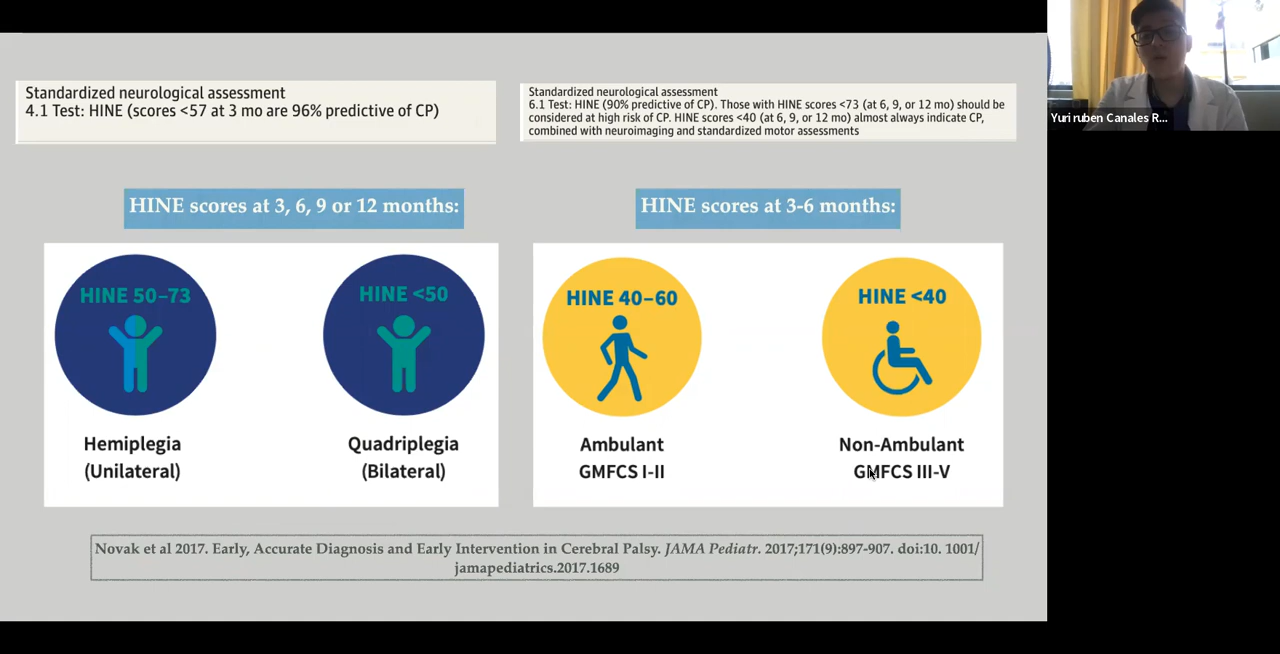 Standardized neurological assessment
4.1 Test: HINE (scores <57 at 3 mo are 96% predictive of CP)
Standardized neurological assessment
6.1 Test: HINE (90% predictive of CP). Those with HINE scores <73 (at 6, 9, or 12 mo) should be
considered at high risk of CP. HINE scores <40 (at 6, 9, or 12 mo) almost always indicate CP,
combined with neuroimaging and standardized motor assessments
Yuri ruben Canales R...
HINE scores at 3, 6, 9 or 12 months:
HINE scores at 3-6 months:
HINE 50–73
HINE <50
HINE 40–60
HINE <40
Hemiplegia
(Unilateral)
Quadriplegia
(Bilateral)
Ambulant
GMFCS I-II
Non-Ambulant
GMFCS III-V
Novak et al 2017. Early, Accurate Diagnosis and Early Intervention in Cerebral Palsy. JAMA Pediatr. 2017;171(9):897-907. doi:10. 1001/
jamapediatrics.2017.1689